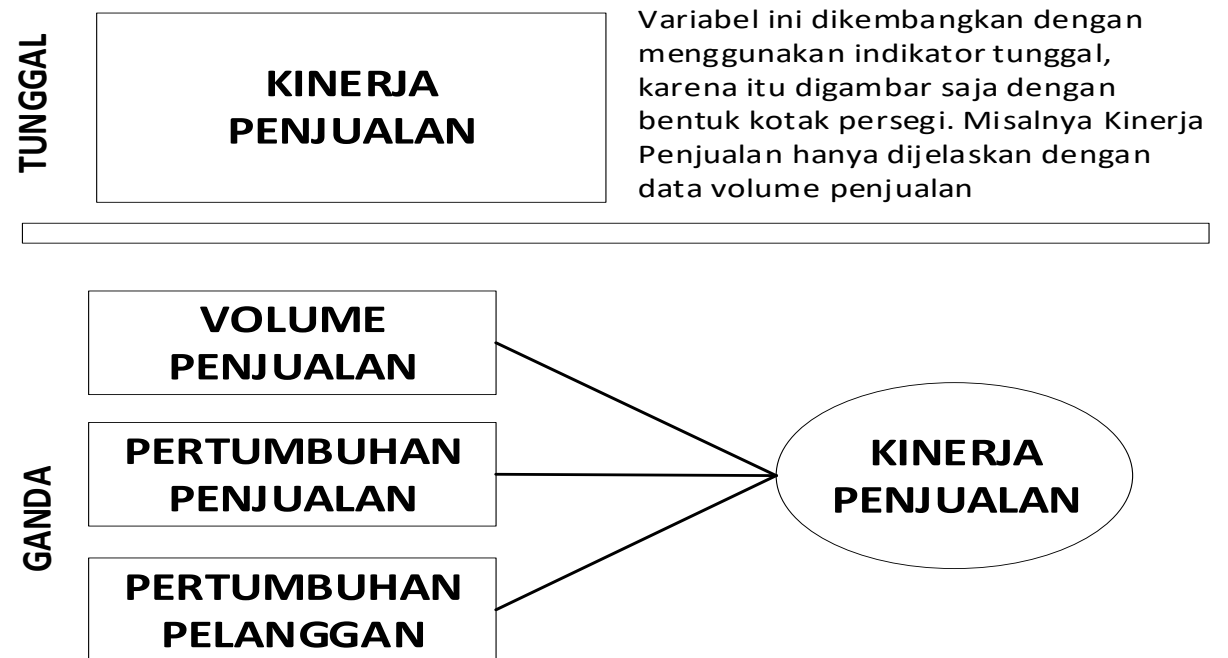 TUNGGAL
KINERJA
PENJUALAN
Variabel ini dikembangkan dengan
menggunakan indikator tunggal,
karena itu digambar saja dengan
bentuk kotak persegi. Misalnya Kinerja
Penjualan hanya dijelaskan dengan
data volume penjualan
GANDA
VOLUME
PENJUALAN
PERTUMBUHAN
PENJUALAN
PERTUMBUHAN
PELANGGAN
KINERJA
PENJUALAN